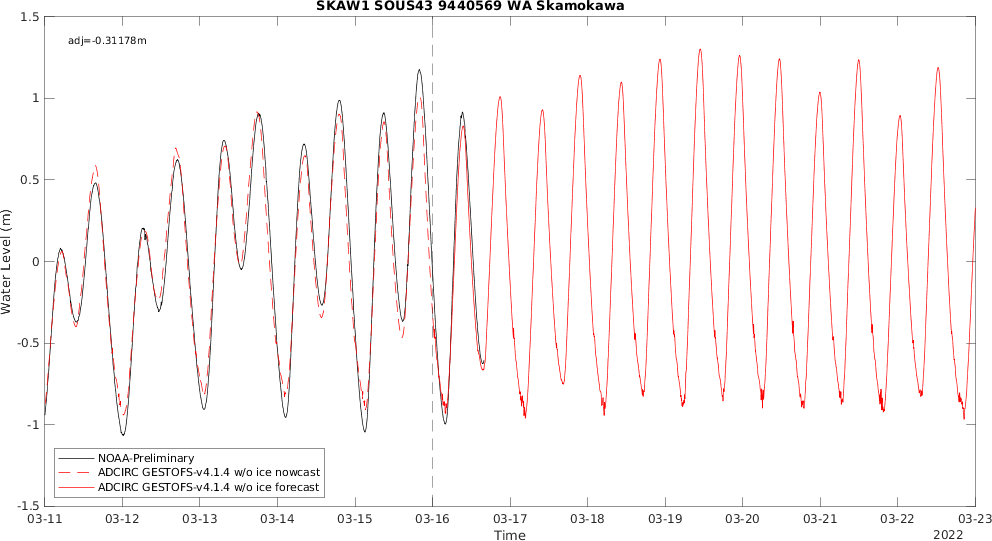 SKAW1 SOUS43 9440569 WA Skamokawa
1.5
adj=-0.31178m
1
0.5
0
-0.5
-1
-1.5
Water Level (m)
NOAA-Preliminary
ADCIRC GESTOFS-v4.1.4 w/o ice nowcast
ADCIRC GESTOFS-v4.1.4 w/o ice forecast
03-11 03-12 03-13 03-14 03-15 03-16 03-17 03-18 03-19 03-20 03-21 03-22 03-23
Time
2022